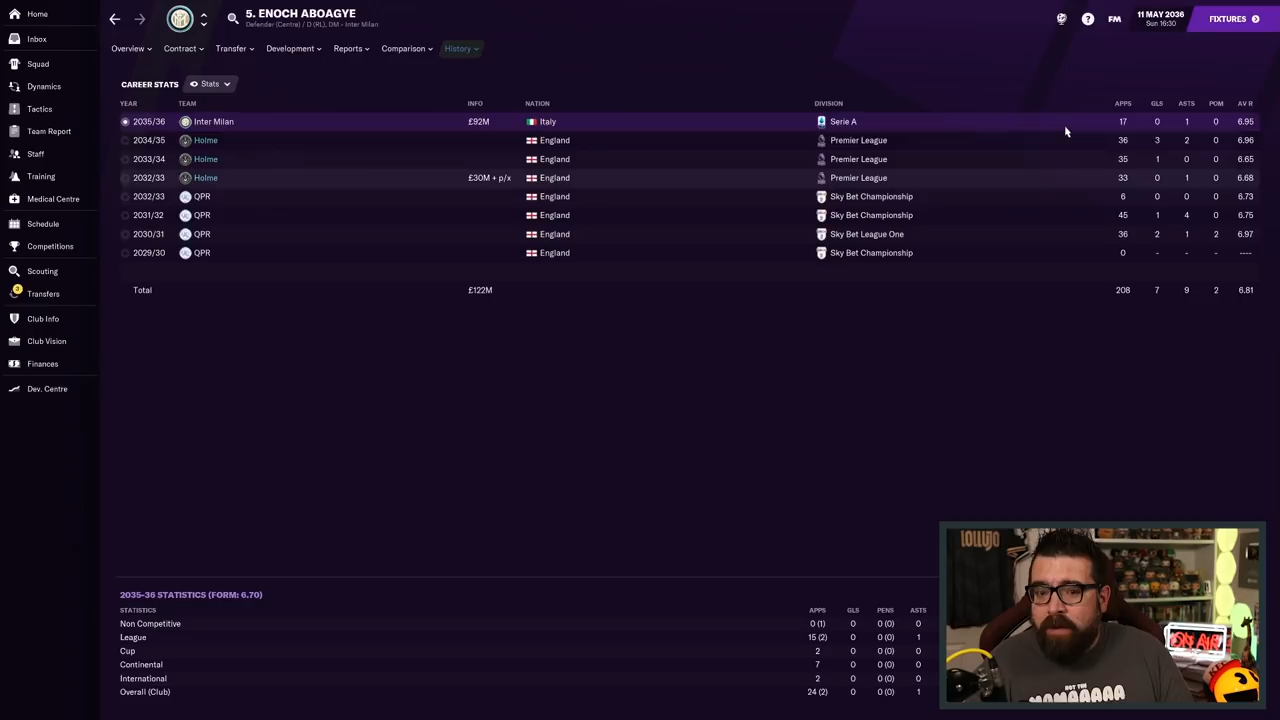 Home
Inbox
Squad
Dynamics
Tactics
Team Report
Staff
Training
Medical Centre
Schedule
Competitions
Scouting
3
Transfers
Club Info
Club Vision
Finances
Dev. Centre
5. ENOCH ABOAGYE
Defender (Centre) / D (RL), DM - Inter Milan
FM
11 MAY 2036
Sun 16:30
FIXTURES
Overview Contract Transfer Development Reports Comparison History
CAREER STATS Stats
YEAR TEAM INFO NATION DIVISION APPS GLS ASTS POM AV R
2035/36 Inter Milan £92M Italy Serie A 17 0 1 0 6.95
2034/35 Holme England Premier League 36 3 2 0 6.96
2033/34 Holme England Premier League 35 1 0 0 6.65
2032/33 Holme £30M + p/x England Premier League 33 0 1 0 6.68
2032/33 QPR England Sky Bet Championship 6 0 0 0 6.73
2031/32 QPR England Sky Bet Championship 45 1 4 0 6.75
2030/31 QPR England Sky Bet League One 36 2 1 2 6.97
2029/30 QPR England Sky Bet Championship 0 - - - ----
Total £122M 208 7 9 2 6.81
2035-36 STATISTICS (FORM: 6.70)
STATISTICS APPS GLS PENS ASTS
Non Competitive 0 (1) 0 0 (0) 0
League 15 (2) 0 0 (0) 1
Cup 2 0 0 (0) 0
Continental 7 0 0 (0) 0
International 2 0 0 (0) 0
Overall (Club) 24 (2) 0 0 (0) 1
lollujo
ON AIR
NOT THE
MAMAAAAAA